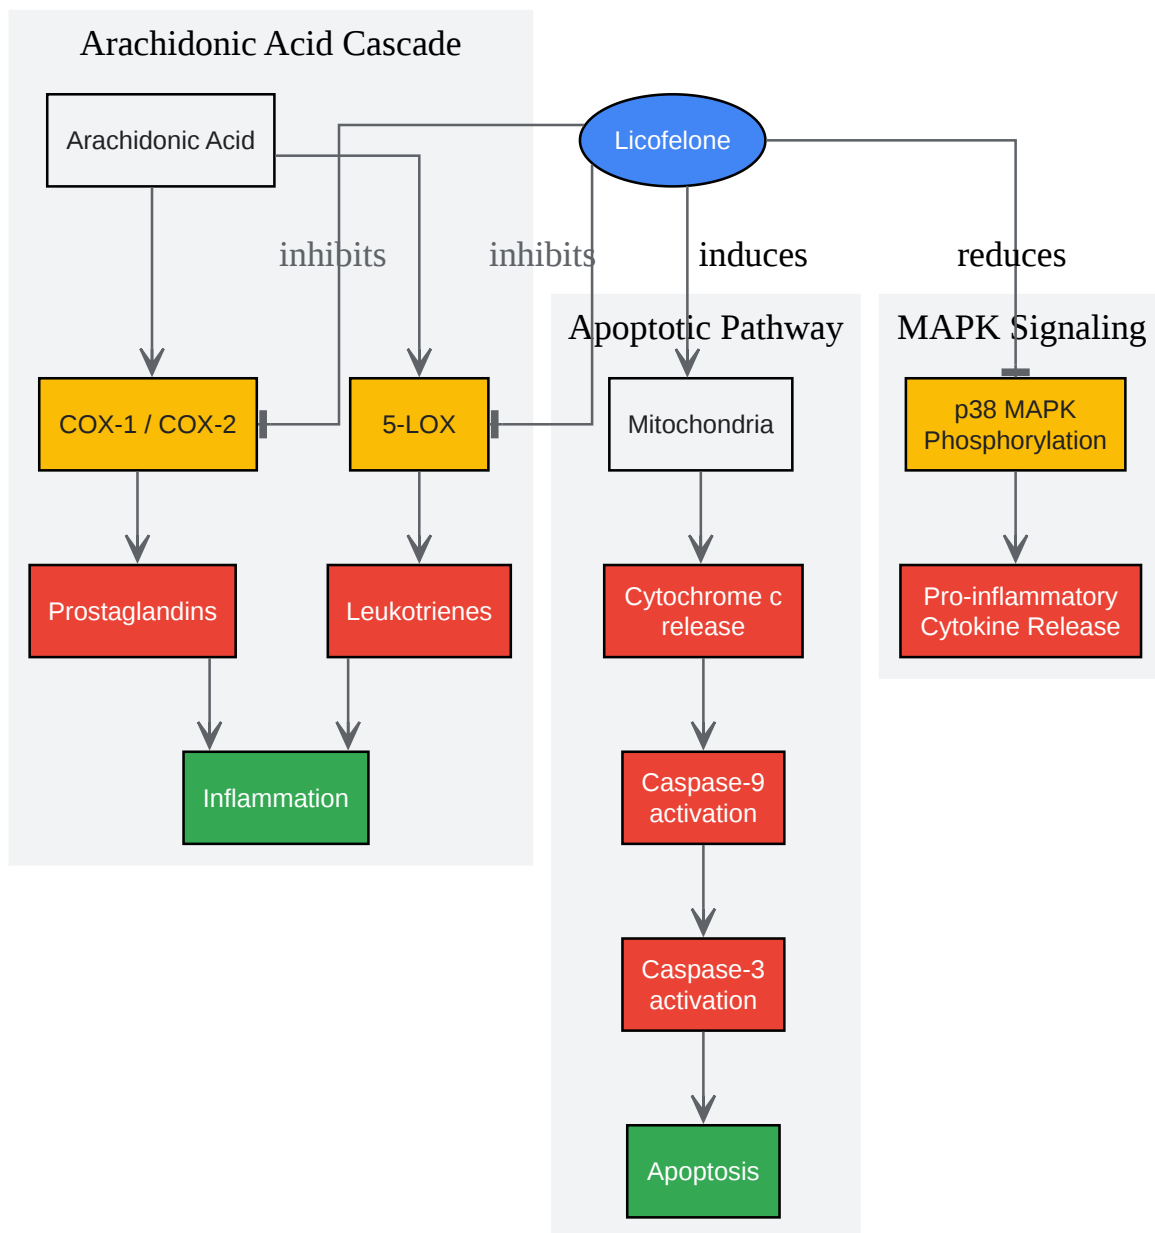 Arachidonic Acid Cascade
Arachidonic Acid
Licofelone
inhibits
inhibits
induces
reduces
Apoptotic Pathway
MAPK Signaling
COX-1 / COX-2
5-LOX
Mitochondria
p38 MAPK
Phosphorylation
Prostaglandins
Leukotrienes
Cytochrome c
release
Pro-inflammatory
Cytokine Release
Inflammation
Caspase-9
activation
Caspase-3
activation
Apoptosis